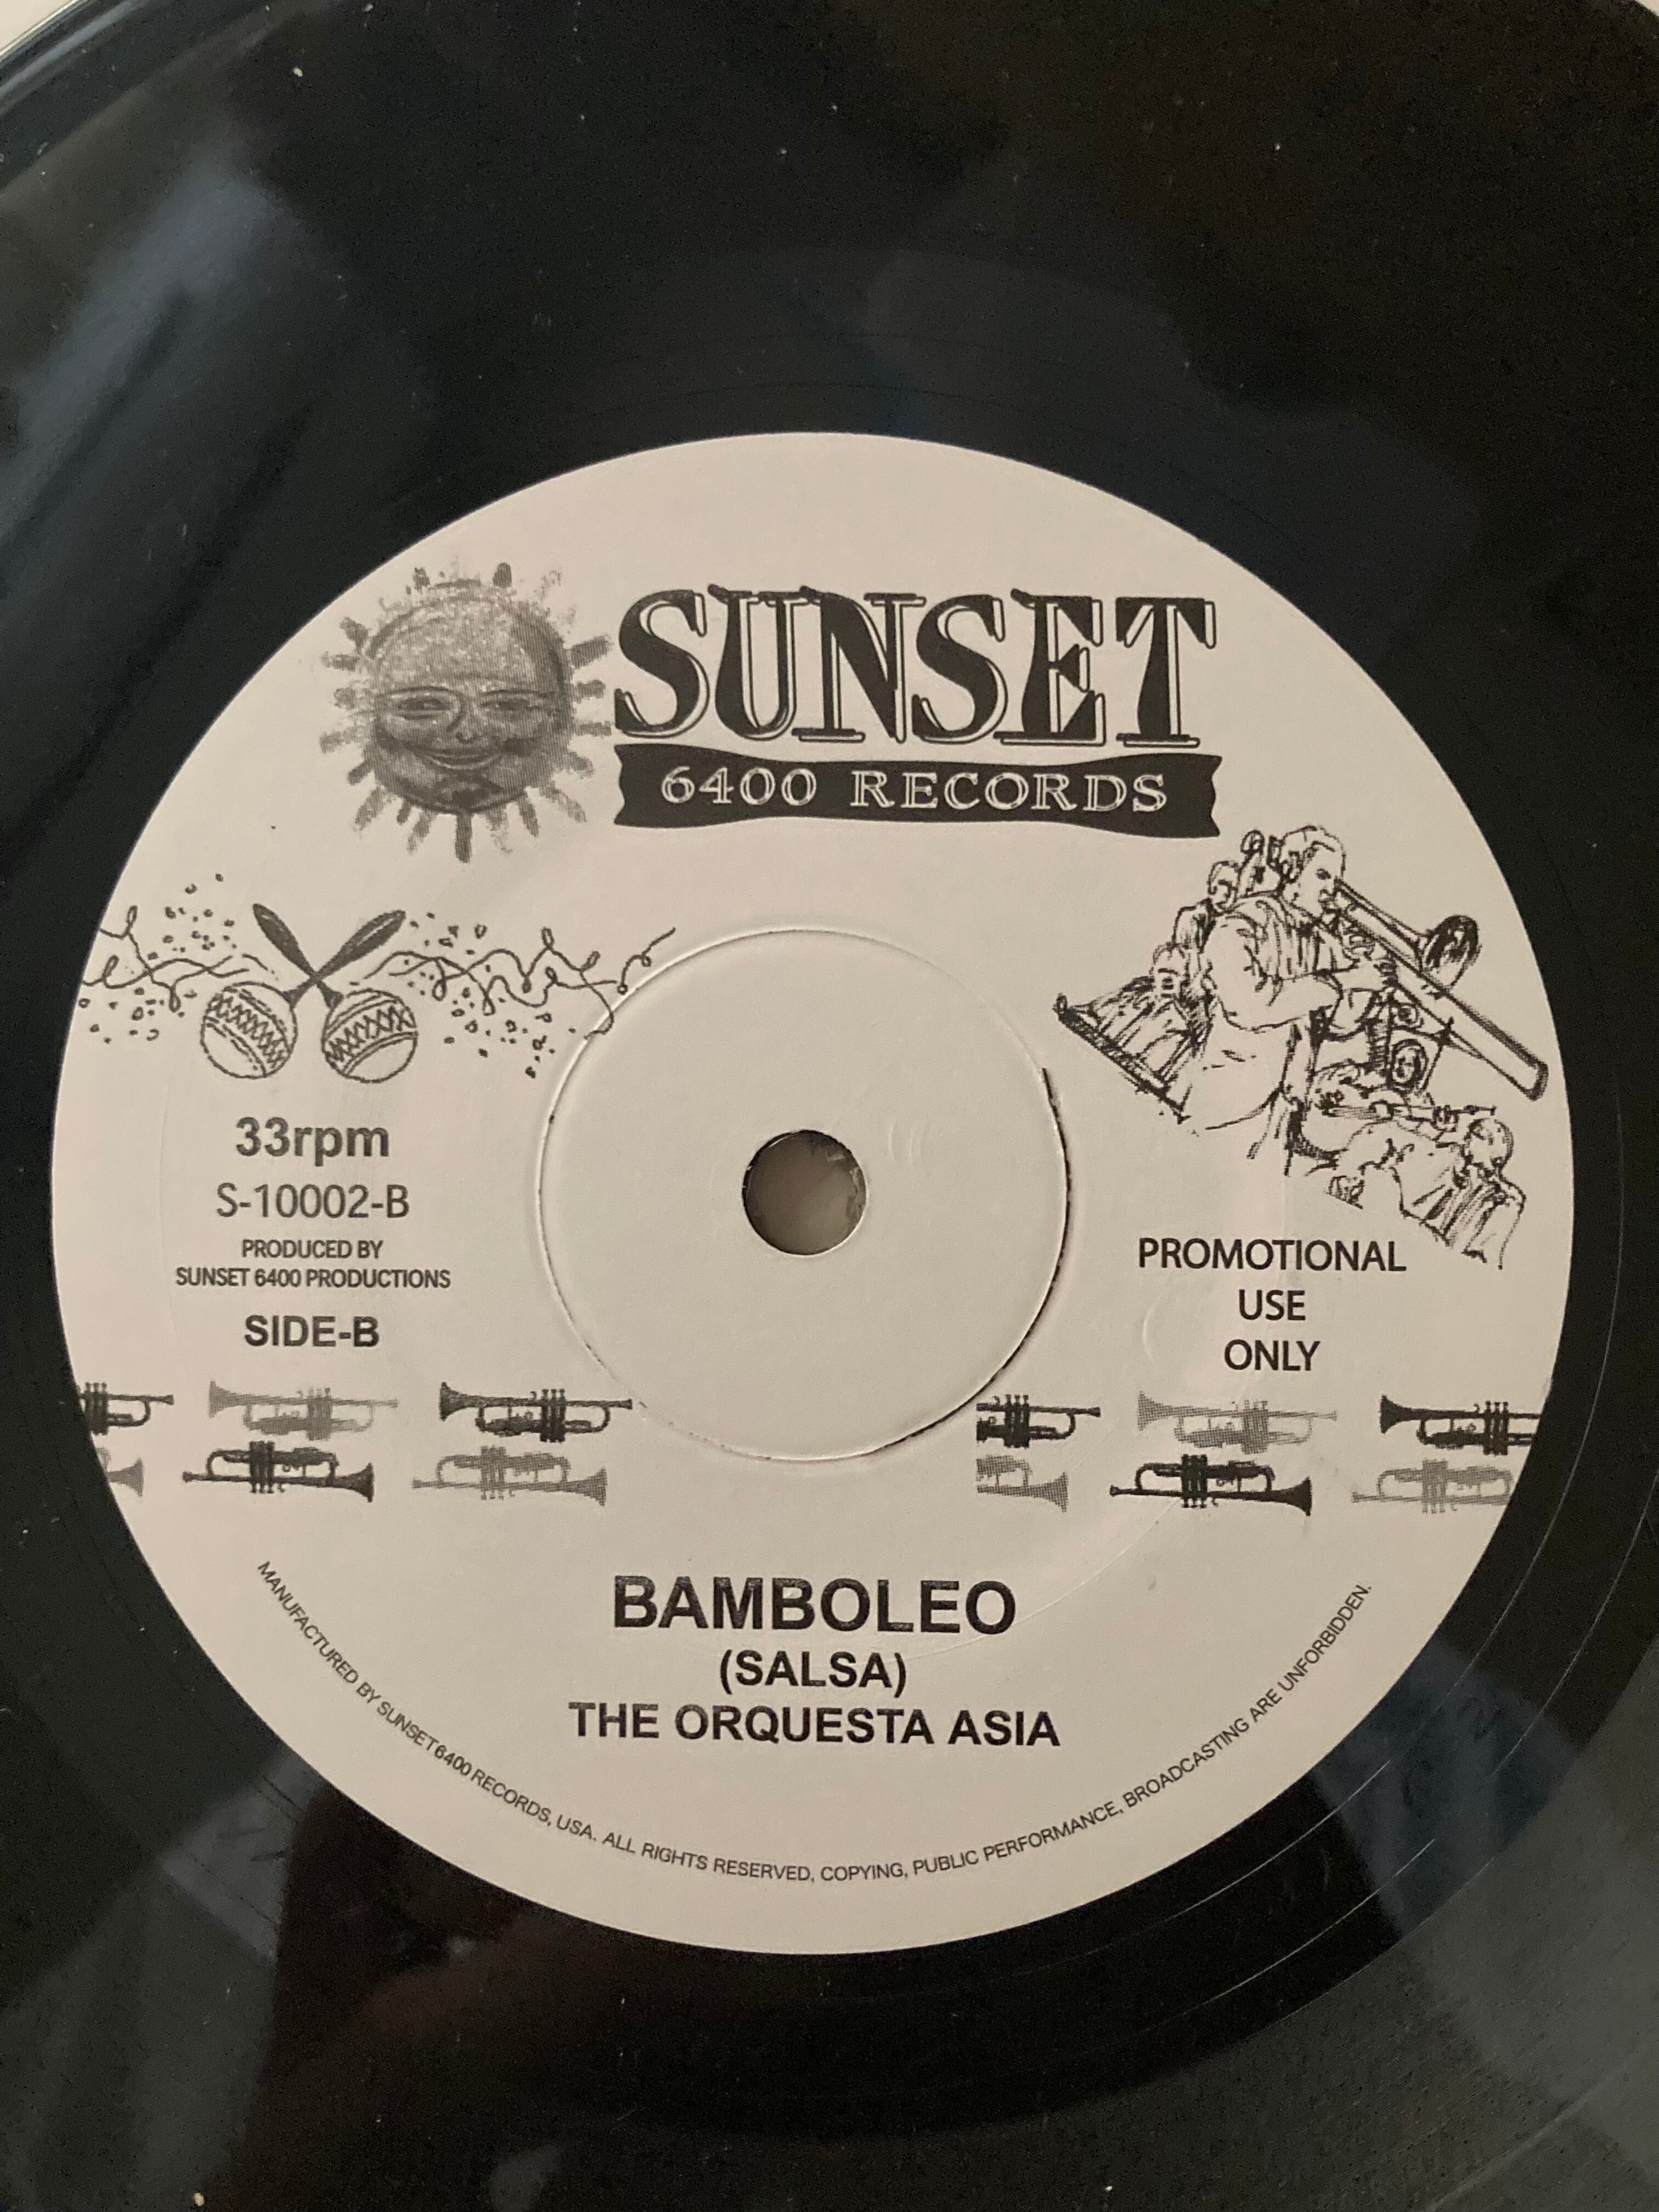 SUNSET
6400 RECORDS
33rpm
S-10002-B
PRODUCED BY
SUNSET 6400 PRODUCTIONS
SIDE-B
PROMOTIONAL
USE
ONLY
BAMBOLEO
(SALSA)
THE ORQUESTA ASIA
MANUFACTURED BY SUNSET6400 RECORDS, USA. ALL RIGHTS RESERVED, COPYING, PUBLIC PERFORMANCE, BROADCASTING ARE UNFORBIDDEN.